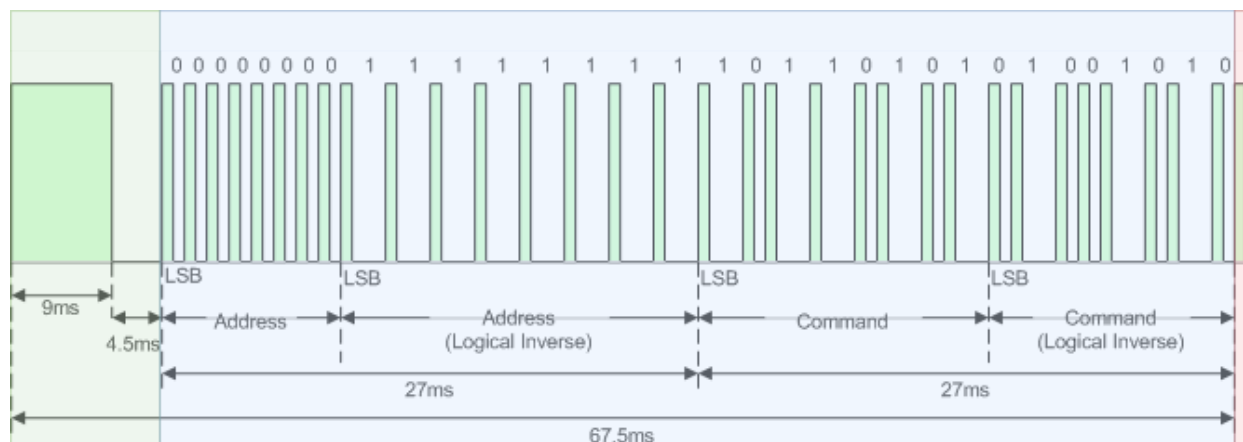 0 0 0 0 0 0 0 0 1 1 1 1 1 1 1 1 1 0 1 1 0 1 0 1 0 1 0 0 1 0 1 0
LSB LSB LSB LSB
9ms Address Address Command Command
4.5ms (Logical Inverse) (Logical Inverse)
27ms 27ms
67.5ms